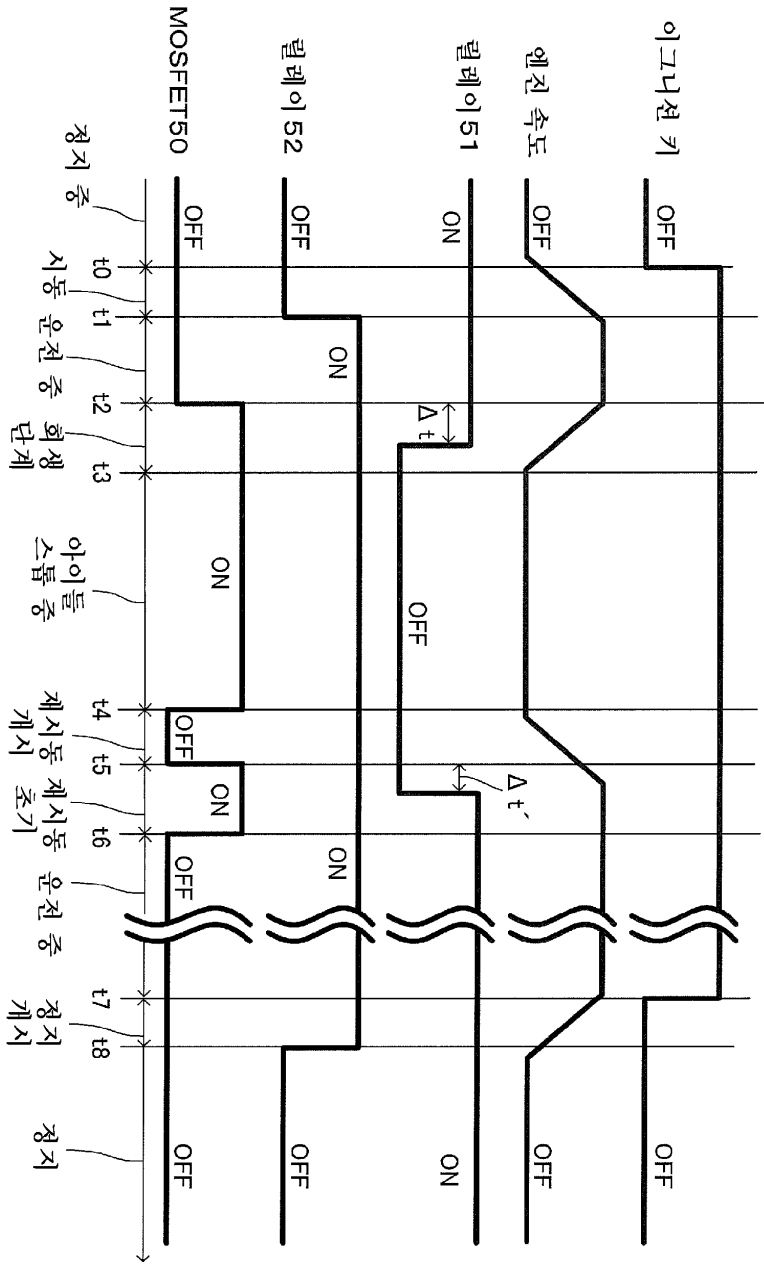 이그니션 키
OFF
OFF
엔진 속도
OFF
OFF
릴레이51
ON
Δt
OFF
Δt´
ON
릴레이52
OFF
ON
ON
OFF
MOSFET50
OFF
ON
OFF
ON
OFF
OFF
t0
t1
t2
t3
t4
t5
t6
t7
t8
정지 중
시동
운전 중
회생
단계
아이들
스톱 중
재시동
개시
재시동
초기
운전 중
정지
개시
정지